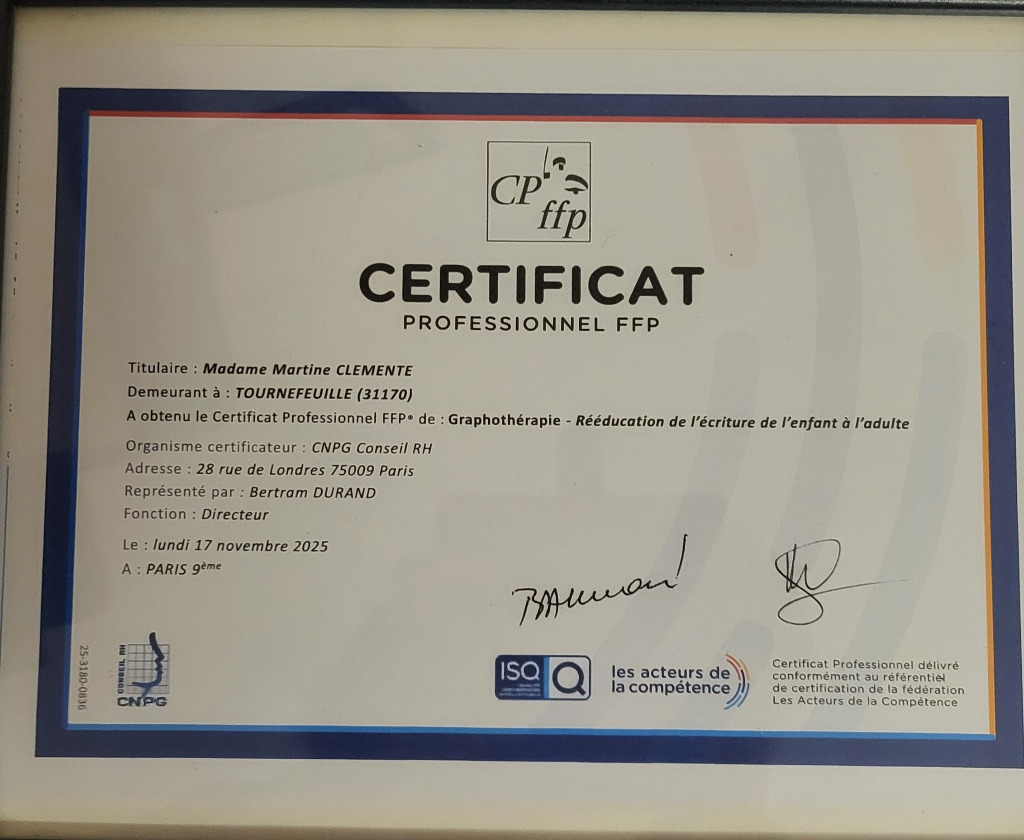 CP ffp
CERTIFICAT
PROFESSIONNEL FFP
Titulaire : Madame Martine CLEMENTE
Demeurant à : TOURNEFEUILLE (31170)
A obtenu le Certificat Professionnel FFP® de : Graphothérapie - Rééducation de l'écriture de l'enfant à l'adulte
Organisme certificateur : CNPG Conseil RH
Adresse : 28 rue de Londres 75009 Paris
Représenté par : Bertram DURAND
Fonction : Directeur
Le : lundi 17 novembre 2025
A : PARIS 9ème
25-3180-0836
CONSEIL RH
CNPG
ISQ
les acteurs de
la compétence
Certificat Professionnel délivré
conformément au référentiel
de certification de la fédération
Les Acteurs de la Compétence